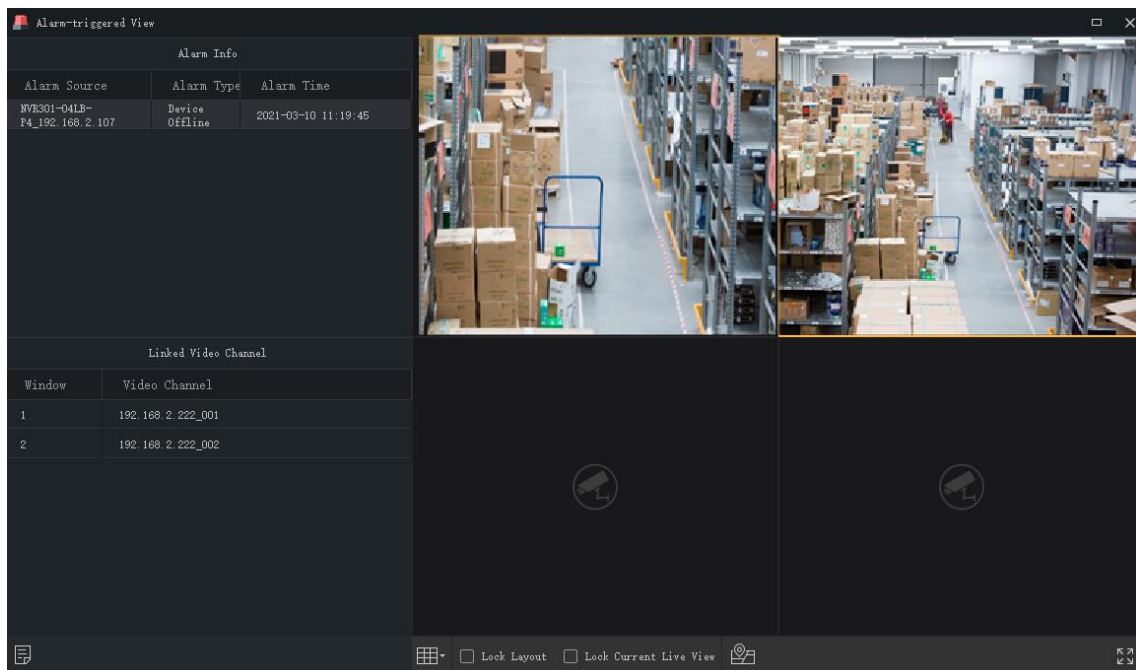 Alarm-triggered View
Alarm Info
Alarm Source Alarm Type Alarm Time
NVR301-04LB-
P4_192.168.2.107
Device
Offline
2021-03-10 11:19:45
Linked Video Channel
Window Video Channel
1 192.168.2.222_001
2 192.168.2.222_002
Lock Layout Lock Current Live View